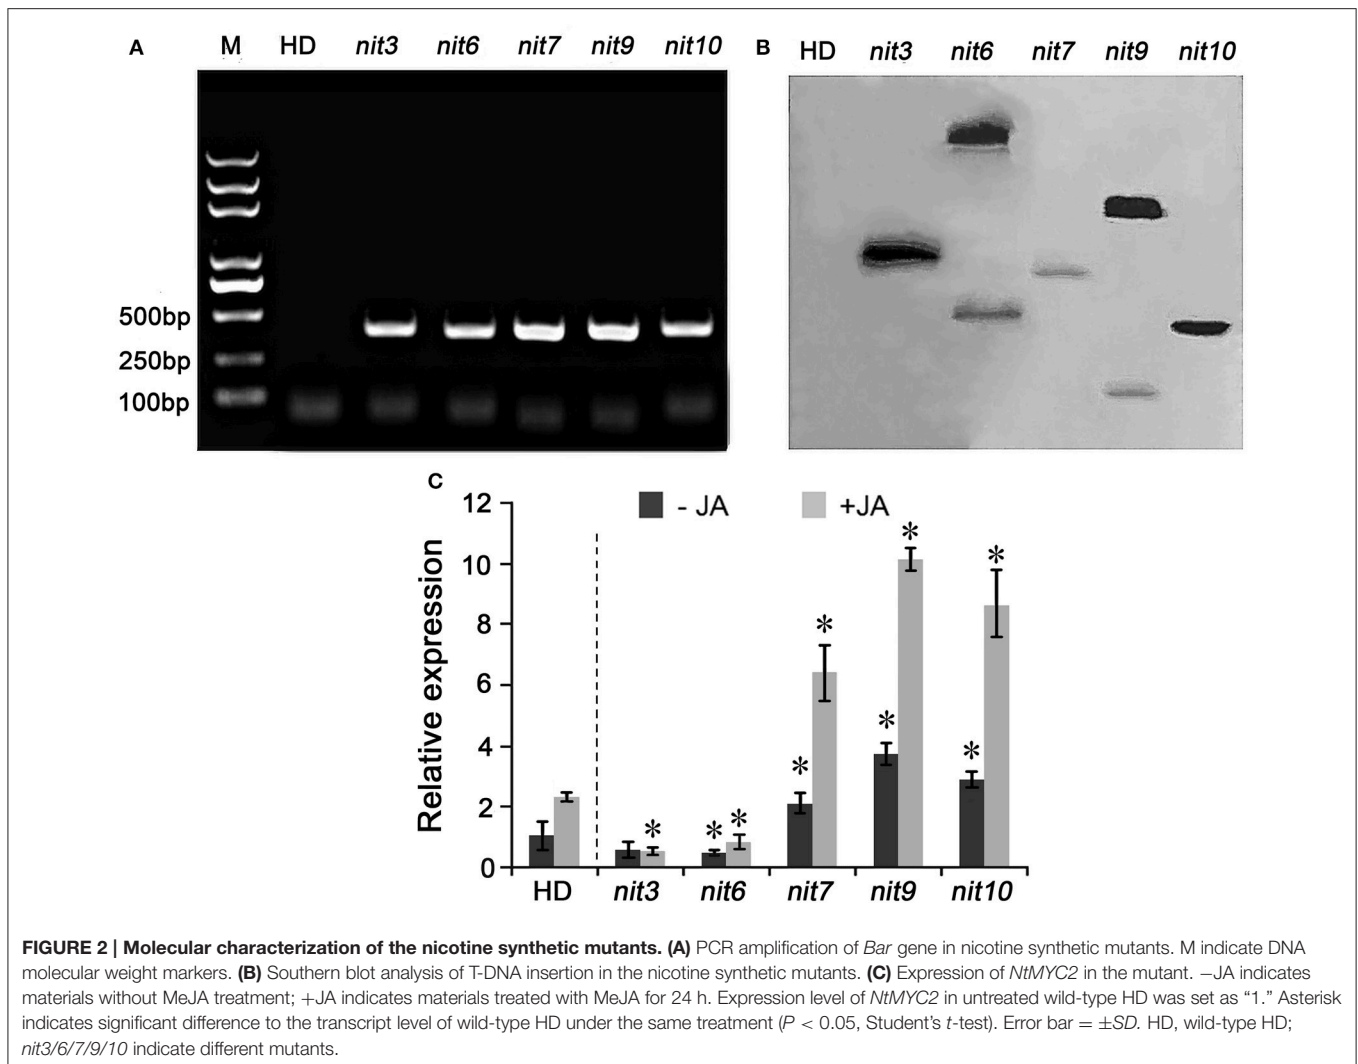 A M HD nit3 nit6 nit7 nit9 nit10
500bp
250bp
100bp
B HD nit3 nit6 nit7 nit9 nit10
C
- JA +JA
Relative expression
12
10
8
6
4
2
0
* * * * * * * * *
HD nit3 nit6 nit7 nit9 nit10
FIGURE 2 | Molecular characterization of the nicotine synthetic mutants. (A) PCR amplification of Bar gene in nicotine synthetic mutants. M indicate DNA
molecular weight markers. (B) Southern blot analysis of T-DNA insertion in the nicotine synthetic mutants. (C) Expression of NtMYC2 in the mutant. −JA indicates
materials without MeJA treatment; +JA indicates materials treated with MeJA for 24 h. Expression level of NtMYC2 in untreated wild-type HD was set as “1.” Asterisk
indicates significant difference to the transcript level of wild-type HD under the same treatment (P < 0.05, Student’s t-test). Error bar = ±SD. HD, wild-type HD;
nit3/6/7/9/10 indicate different mutants.